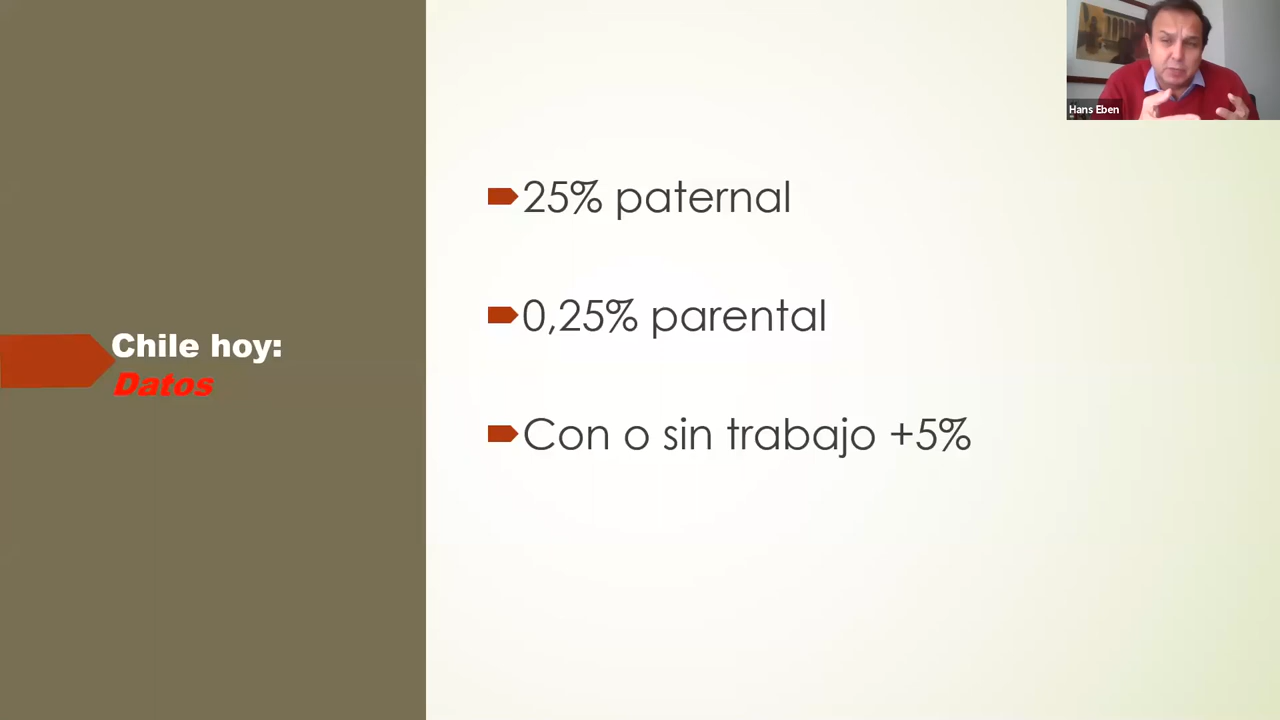 Hans Eben
25% paternal
0,25% parental
Chile hoy:
Datos
Con o sin trabajo +5%